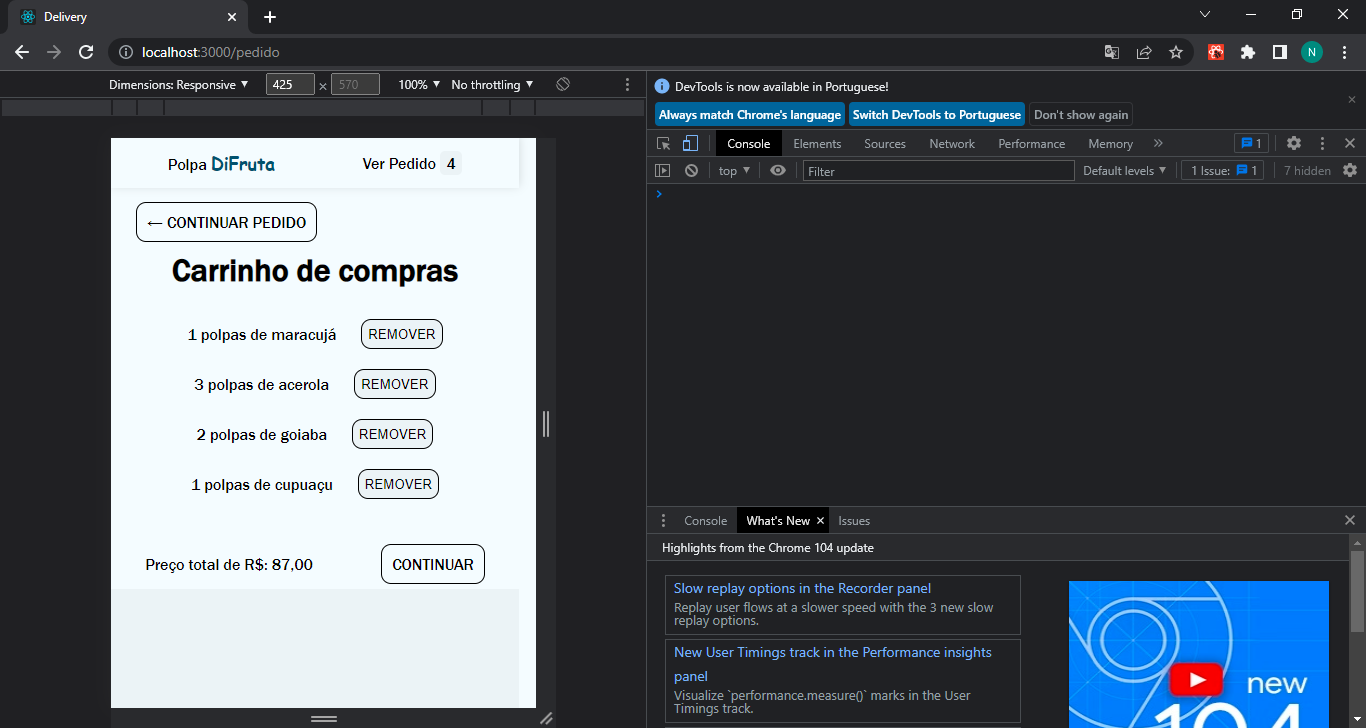 Delivery
localhost:3000/pedido
N
Dimensions: Responsive 425 × 570 100% No throttling
Polpa DiFruta Ver Pedido 4
← CONTINUAR PEDIDO
Carrinho de compras
1 polpas de maracujá REMOVER
3 polpas de acerola REMOVER
2 polpas de goiaba REMOVER
1 polpas de cupuaçu REMOVER
Preço total de R$: 87,00 CONTINUAR
DevTools is now available in Portuguese!
Always match Chrome's language Switch DevTools to Portuguese Don't show again
Console Elements Sources Network Performance Memory 1
top Filter Default levels 1 Issue: 1 7 hidden
Console What's New Issues
Highlights from the Chrome 104 update
Slow replay options in the Recorder panel
Replay user flows at a slower speed with the 3 new slow
replay options.
New User Timings track in the Performance insights
panel
Visualize `performance.measure()` marks in the User
Timings track.
new
104